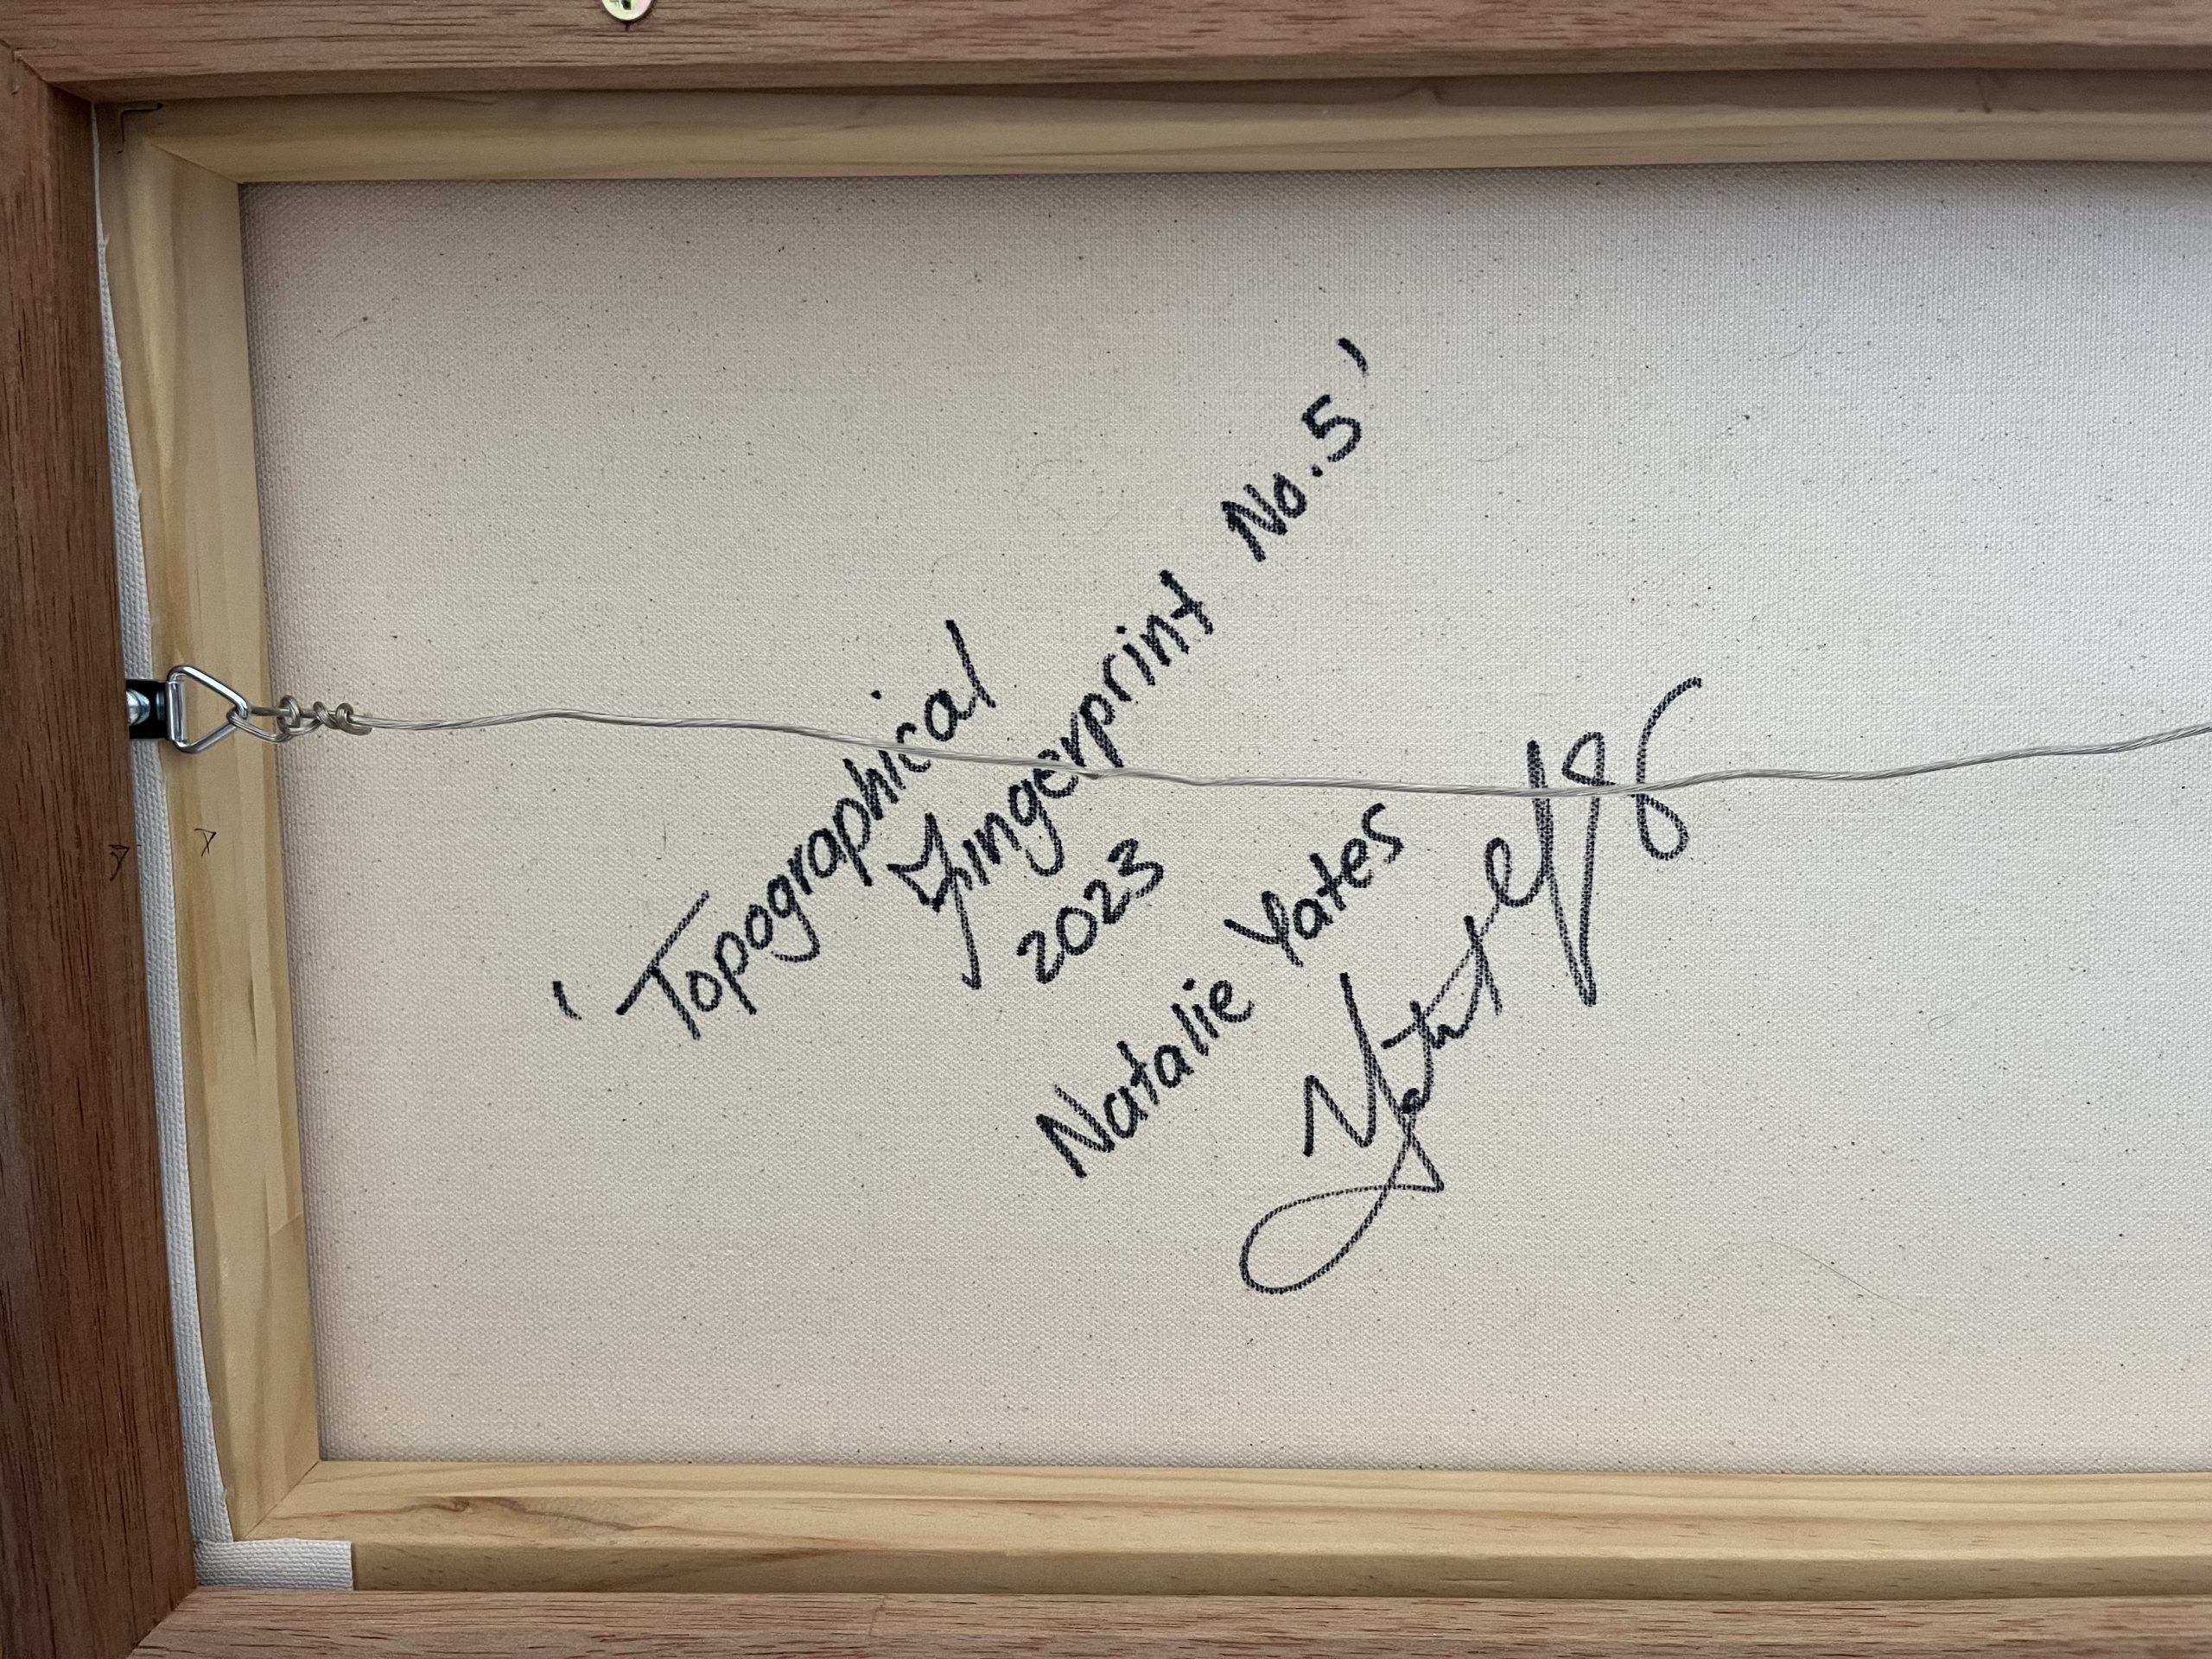 'Topographical
Fingerprint No.5'
2023
Natalie Yates